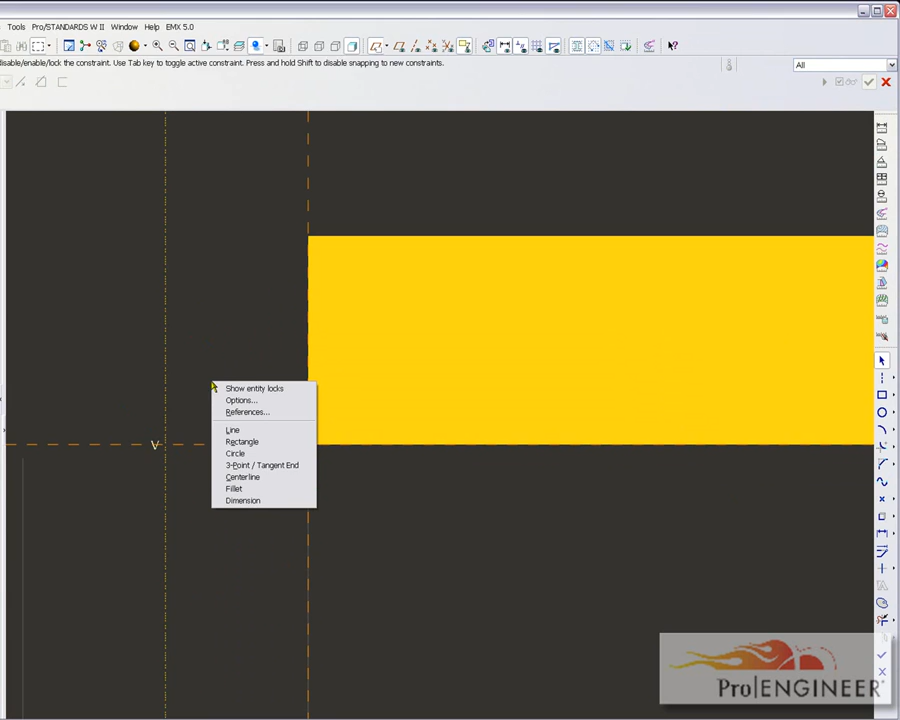 Tools Pro/STANDARDS W II Window Help EMX 5.0
disable/enable/lock the constraint. Use Tab key to toggle active constraint. Press and hold Shift to disable snapping to new constraints.
All
Show entity locks
Options...
References...
Line
Rectangle
Circle
3-Point / Tangent End
Centerline
Fillet
Dimension
V
Pro|ENGINEER®